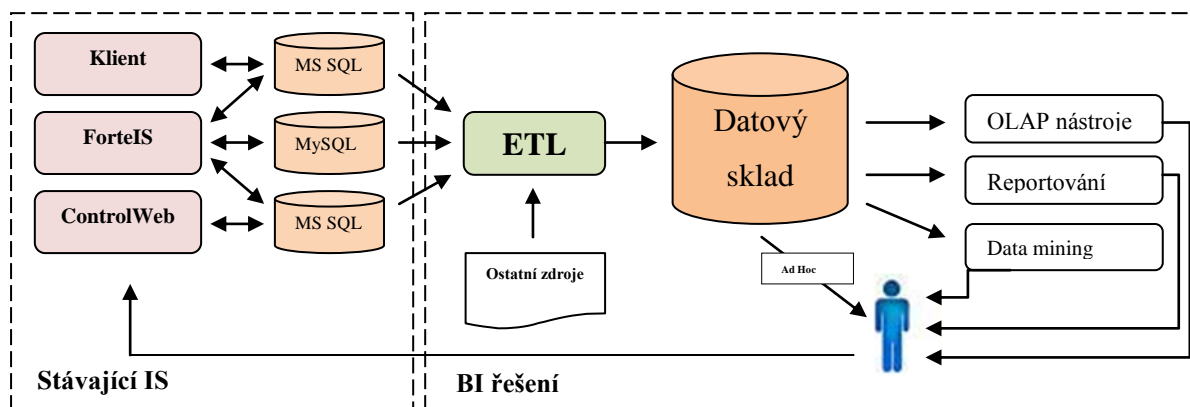 Klient
MS SQL
ForteIS
MySQL
ControlWeb
MS SQL
Stávající IS
ETL
Ostatní zdroje
Datový
sklad
Ad Hoc
OLAP nástroje
Reportování
Data mining
BI řešení